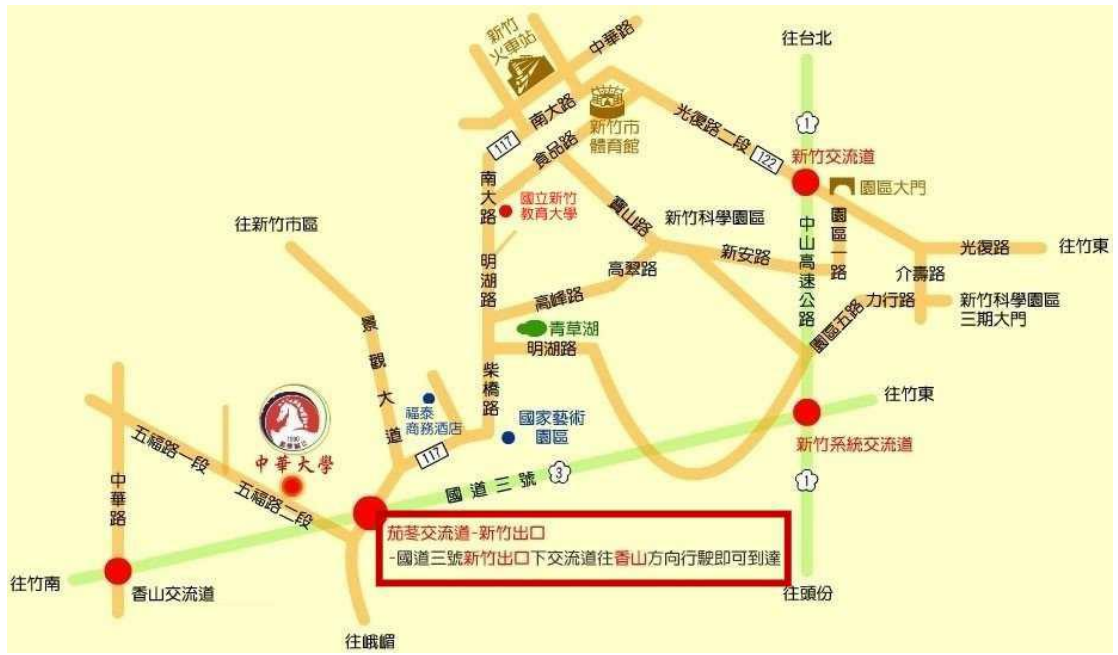 新竹
火車站
中華路
往台北
南大路
117
食品路
新竹市
體育館
光復路二段
122
1
新竹交流道
園區大門
南大路
國立新竹
教育大學
寶山路
新竹科學園區
新安路
中山高速公路
園區一路
光復路
往竹東
往新竹市區
明湖路
高翠路
高峰路
介壽路
力行路
新竹科學園區
三期大門
園區五路
青草湖
明湖路
景觀大道
柴橋路
福泰
商務酒店
117
國家藝術
園區
往竹東
新竹系統交流道
1
五福路一段
1990
中華大學
中華路
五福路二段
國道三號
3
茄苳交流道-新竹出口
-國道三號新竹出口下交流道往香山方向行駛即可到達
往竹南
香山交流道
往頭份
往峨嵋